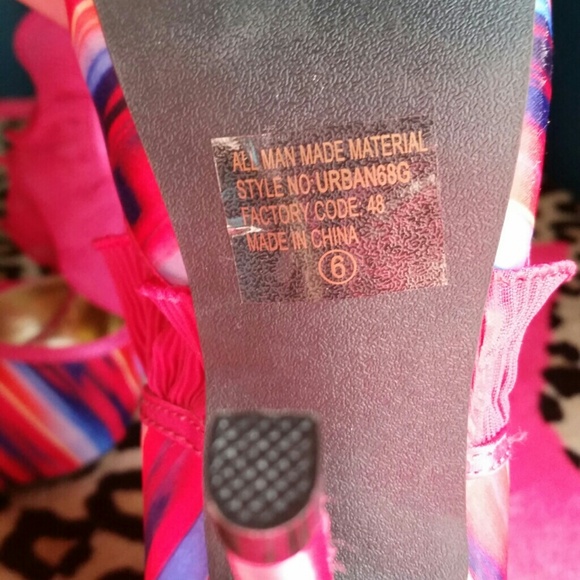 ALL MAN MADE MATERIAL
STYLE NO:URBAN68G
FACTORY CODE. 48
MADE IN CHINA
6